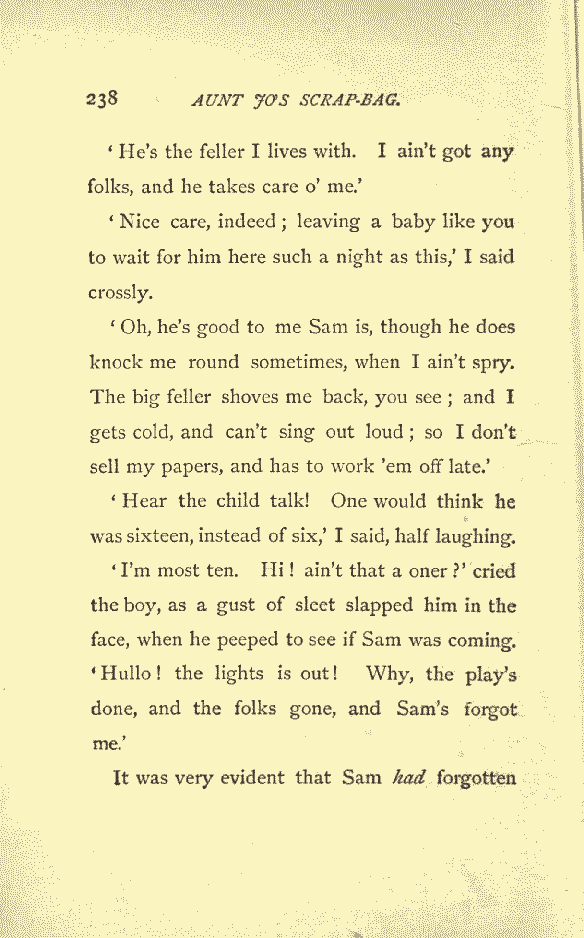 238 AUNT JO'S SCRAP-BAG.
‘ He's the feller I lives with. I ain't got any
folks, and he takes care o' me.’
‘ Nice care, indeed ; leaving a baby like you
to wait for him here such a night as this,’ I said
crossly.
‘ Oh, he's good to me Sam is, though he does
knock me round sometimes, when I ain't spry.
The big feller shoves me back, you see ; and I
gets cold, and can't sing out loud ; so I don't
sell my papers, and has to work 'em off late.’
‘ Hear the child talk! One would think he
was sixteen, instead of six,’ I said, half laughing.
‘ I'm most ten. Hi ! ain't that a oner ?’ cried
the boy, as a gust of sleet slapped him in the
face, when he peeped to see if Sam was coming.
‘ Hullo ! the lights is out! Why, the play's
done, and the folks gone, and Sam's forgot
me.’
It was very evident that Sam had forgotten